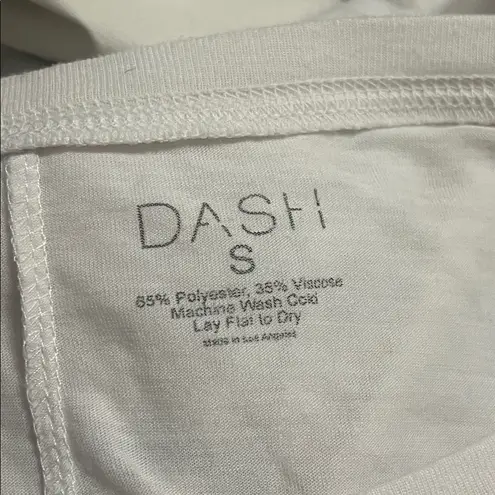 DASH
S
65% Polyester, 35% Viscose
Machine Wash Cold
Lay Flat to Dry
Made in Los Angeles